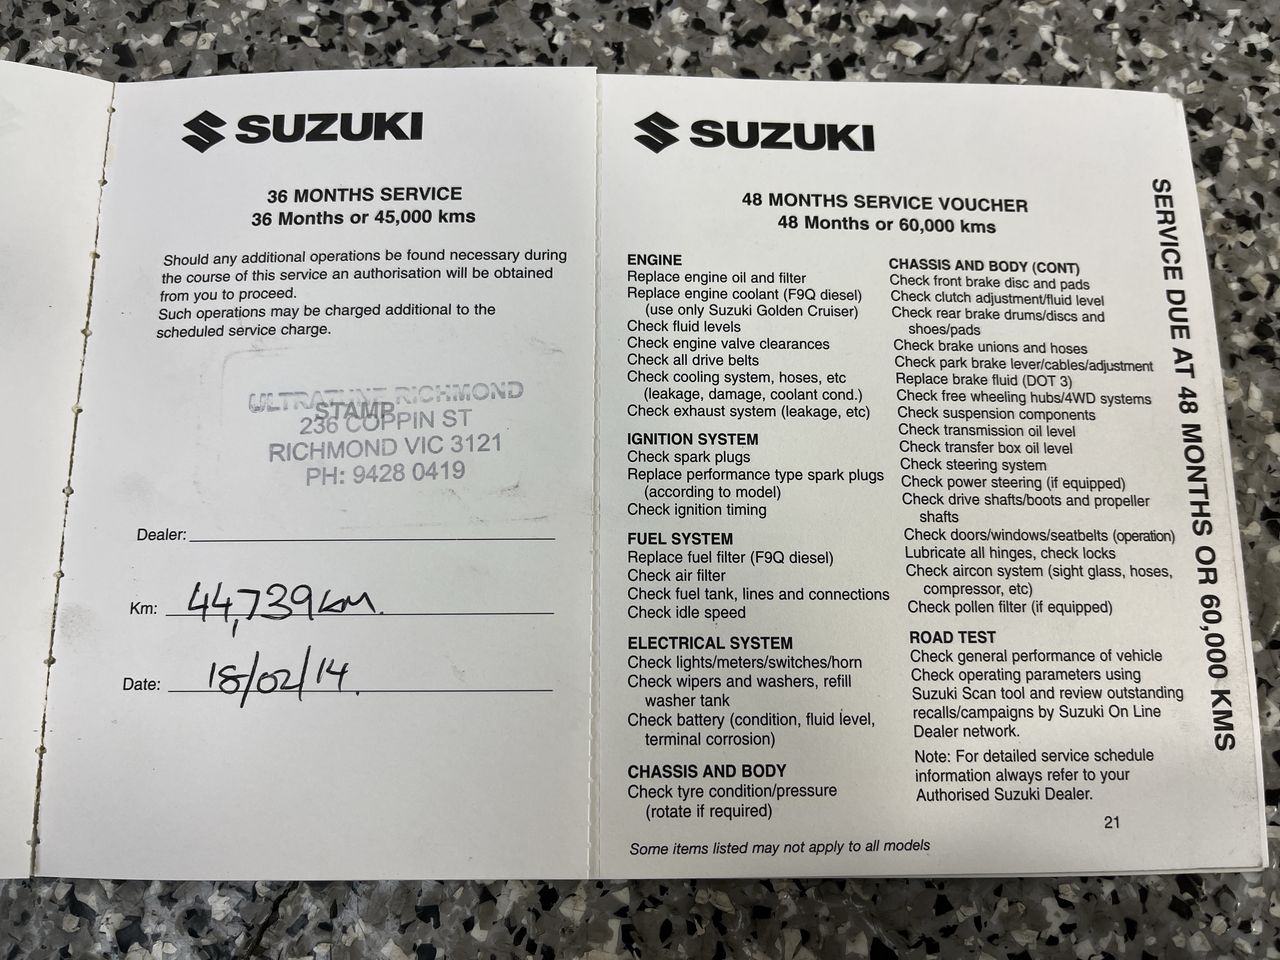 SUZUKI
36 MONTHS SERVICE
36 Months or 45,000 kms
Should any additional operations be found necessary during
the course of this service an authorisation will be obtained
from you to proceed.
Such operations may be charged additional to the
scheduled service charge.
ULTRATUNE RICHMOND
STAMP
236 COPPIN ST
RICHMOND VIC 3121
PH: 9428 0419
Dealer:
Km: 44,739km.
Date: 18/02/14.
SUZUKI
48 MONTHS SERVICE VOUCHER
48 Months or 60,000 kms
ENGINE
Replace engine oil and filter
Replace engine coolant (F9Q diesel)
(use only Suzuki Golden Cruiser)
Check fluid levels
Check engine valve clearances
Check all drive belts
Check cooling system, hoses, etc
(leakage, damage, coolant cond.)
Check exhaust system (leakage, etc)
IGNITION SYSTEM
Check spark plugs
Replace performance type spark plugs
(according to model)
Check ignition timing
FUEL SYSTEM
Replace fuel filter (F9Q diesel)
Check air filter
Check fuel tank, lines and connections
Check idle speed
ELECTRICAL SYSTEM
Check lights/meters/switches/horn
Check wipers and washers, refill
washer tank
Check battery (condition, fluid level,
terminal corrosion)
CHASSIS AND BODY
Check tyre condition/pressure
(rotate if required)
Some items listed may not apply to all models
CHASSIS AND BODY (CONT)
Check front brake disc and pads
Check clutch adjustment/fluid level
Check rear brake drums/discs and
shoes/pads
Check brake unions and hoses
Check park brake lever/cables/adjustment
Replace brake fluid (DOT 3)
Check free wheeling hubs/4WD systems
Check suspension components
Check transmission oil level
Check transfer box oil level
Check steering system
Check power steering (if equipped)
Check drive shafts/boots and propeller
shafts
Check doors/windows/seatbelts (operation)
Lubricate all hinges, check locks
Check aircon system (sight glass, hoses,
compressor, etc)
Check pollen filter (if equipped)
ROAD TEST
Check general performance of vehicle
Check operating parameters using
Suzuki Scan tool and review outstanding
recalls/campaigns by Suzuki On Line
Dealer network.
Note: For detailed service schedule
information always refer to your
Authorised Suzuki Dealer.
21
SERVICE DUE AT 48 MONTHS OR 60,000 KMS